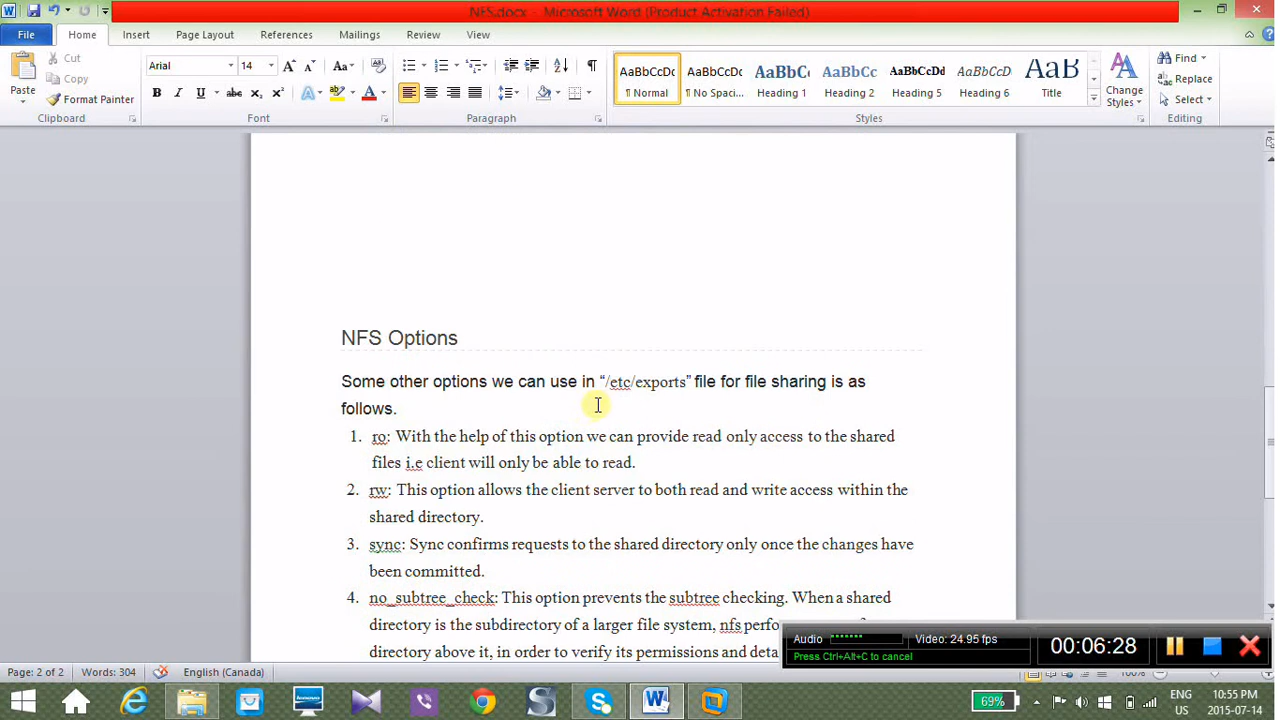 NFS.docx - Microsoft Word (Product Activation Failed)
File Home Insert Page Layout References Mailings Review View
Paste
Cut
Copy
Format Painter
Clipboard
Arial 14
Font
Paragraph
AaBbCcDc AaBbCcDc AaBbCc AaBbCc AaBbCcDd AaBbCcD AaB
¶ Normal ¶ No Spaci... Heading 1 Heading 2 Heading 5 Heading 6 Title
Change Styles
Styles
Find
Replace
Select
Editing
NFS Options
Some other options we can use in “/etc/exports” file for file sharing is as
follows.
1. ro: With the help of this option we can provide read only access to the shared
files i.e client will only be able to read.
2. rw: This option allows the client server to both read and write access within the
shared directory.
3. sync: Sync confirms requests to the shared directory only once the changes have
been committed.
4. no_subtree_check: This option prevents the subtree checking. When a shared
directory is the subdirectory of a larger file system, nfs
directory above it, in order to verify its permissions and
Audio Video: 24.95 fps
Press Ctrl+Alt+C to cancel
00:06:28
Page: 2 of 2 Words: 304 English (Canada) 100%
69%
ENG
US
10:55 PM
2015-07-14